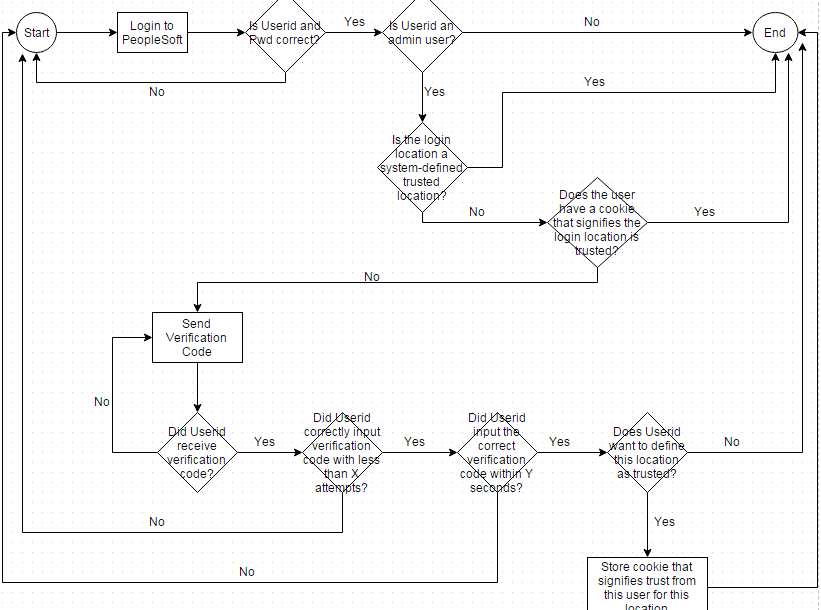 Start
Login to
PeopleSoft
Is Userid and
Pwd correct?
Yes
Is Userid an
admin user?
No
End
No
Yes
Yes
Is the login
location a
system-defined
trusted
location?
No
Does the user
have a cookie
that signifies the
login location is
trusted?
Yes
No
Send
Verification
Code
No
Did Userid
receive
verification
code?
Yes
Did Userid
correctly input
verification
code with less
than X
attempts?
Yes
Did Userid
input the
correct
verification
code within Y
seconds?
Yes
Does Userid
want to define
this location
as trusted?
No
No
Yes
No
Store cookie that
signifies trust from
this user for this
location